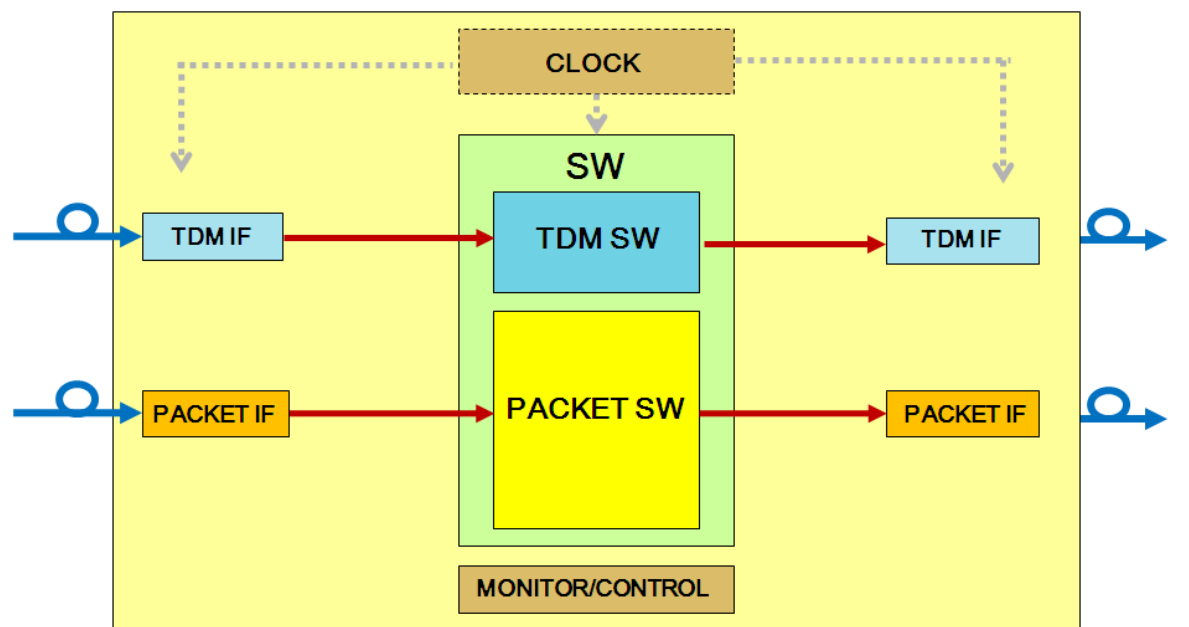 CLOCK
SW
TDM IF
TDM SW
TDM IF
PACKET IF
PACKET SW
PACKET IF
MONITOR/CONTROL